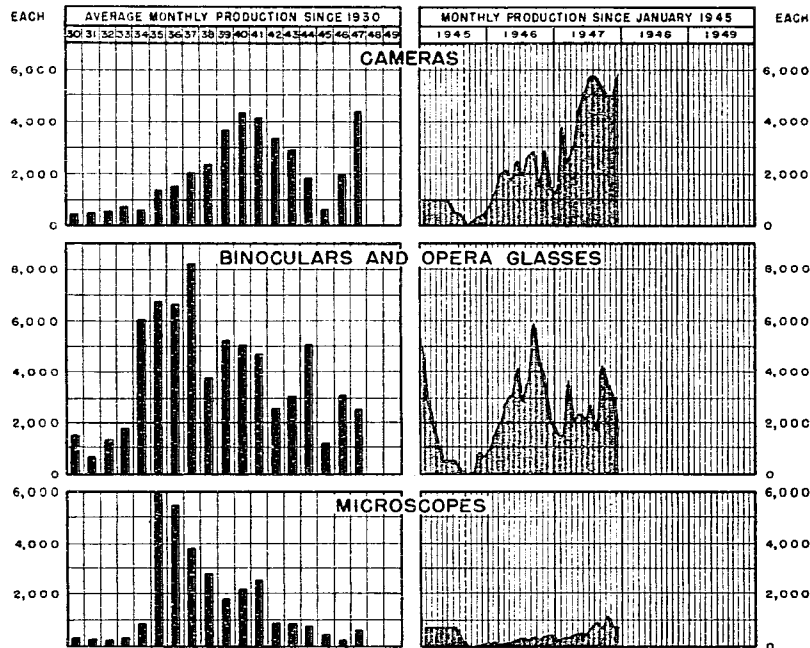 EACH AVERAGE MONTHLY PRODUCTION SINCE 1930 MONTHLY PRODUCTION SINCE JANUARY 1945 EACH
30 31 32 33 34 35 36 37 38 39 40 41 42 43 44 45 46 47 48 49 1945 1946 1947 1948 1949
CAMERAS
6,000 6,000
4,000 4,000
2,000 2,000
0 0
BINOCULARS AND OPERA GLASSES
8,000 8,000
6,000 6,000
4,000 4,000
2,000 2,000
0 0
6,000 6,000
MICROSCOPES
4,000 4,000
2,000 2,000
0 0